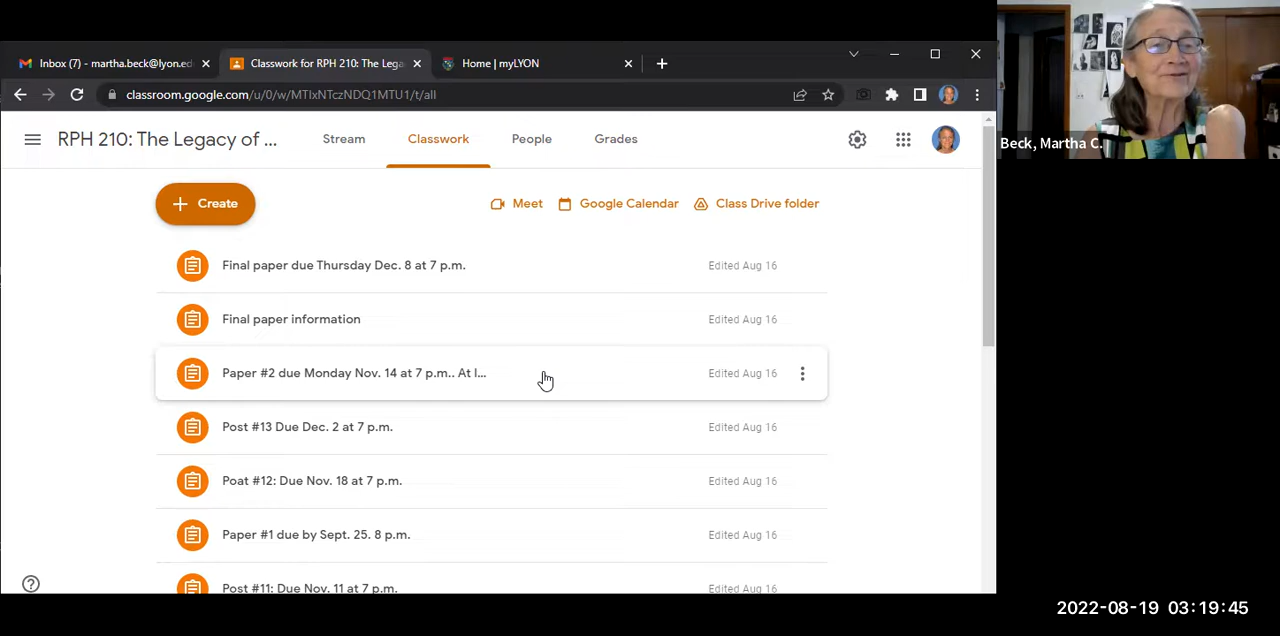 Inbox (7) - martha.beck@lyon.ed
Classwork for RPH 210: The Lega
Home | myLYON
classroom.google.com/u/0/w/MTIxNTczNDQ1MTU1/t/all
RPH 210: The Legacy of ...
Stream
Classwork
People
Grades
Beck, Martha C.
+ Create
Meet
Google Calendar
Class Drive folder
Final paper due Thursday Dec. 8 at 7 p.m.
Edited Aug 16
Final paper information
Edited Aug 16
Paper #2 due Monday Nov. 14 at 7 p.m.. At l...
Edited Aug 16
Post #13 Due Dec. 2 at 7 p.m.
Edited Aug 16
Poat #12: Due Nov. 18 at 7 p.m.
Edited Aug 16
Paper #1 due by Sept. 25. 8 p.m.
Edited Aug 16
Post #11: Due Nov. 11 at 7 p.m.
Edited Aug 16
2022-08-19 03:19:45